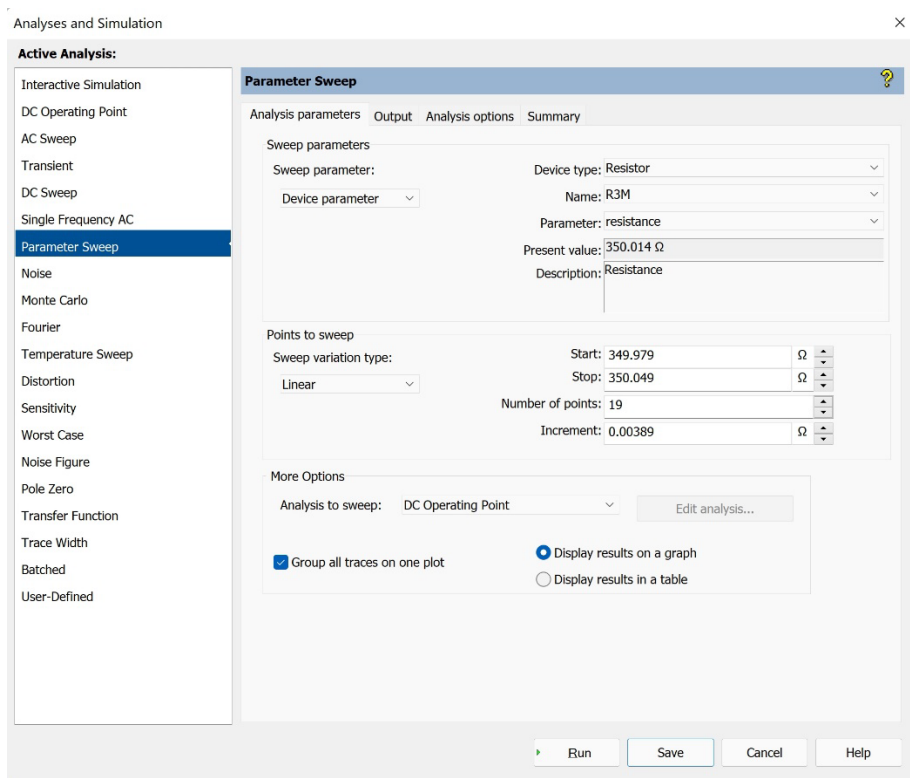 Analyses and Simulation
Active Analysis:
Interactive Simulation
DC Operating Point
AC Sweep
Transient
DC Sweep
Single Frequency AC
Parameter Sweep
Noise
Monte Carlo
Fourier
Temperature Sweep
Distortion
Sensitivity
Worst Case
Noise Figure
Pole Zero
Transfer Function
Trace Width
Batched
User-Defined
Parameter Sweep
Analysis parameters Output Analysis options Summary
Sweep parameters
Sweep parameter:
Device parameter
Device type: Resistor
Name: R3M
Parameter: resistance
Present value: 350.014 Ω
Description: Resistance
Points to sweep
Sweep variation type:
Linear
Start: 349.979 Ω
Stop: 350.049 Ω
Number of points: 19
Increment: 0.00389 Ω
More Options
Analysis to sweep: DC Operating Point Edit analysis...
Group all traces on one plot
Display results on a graph
Display results in a table
Run Save Cancel Help